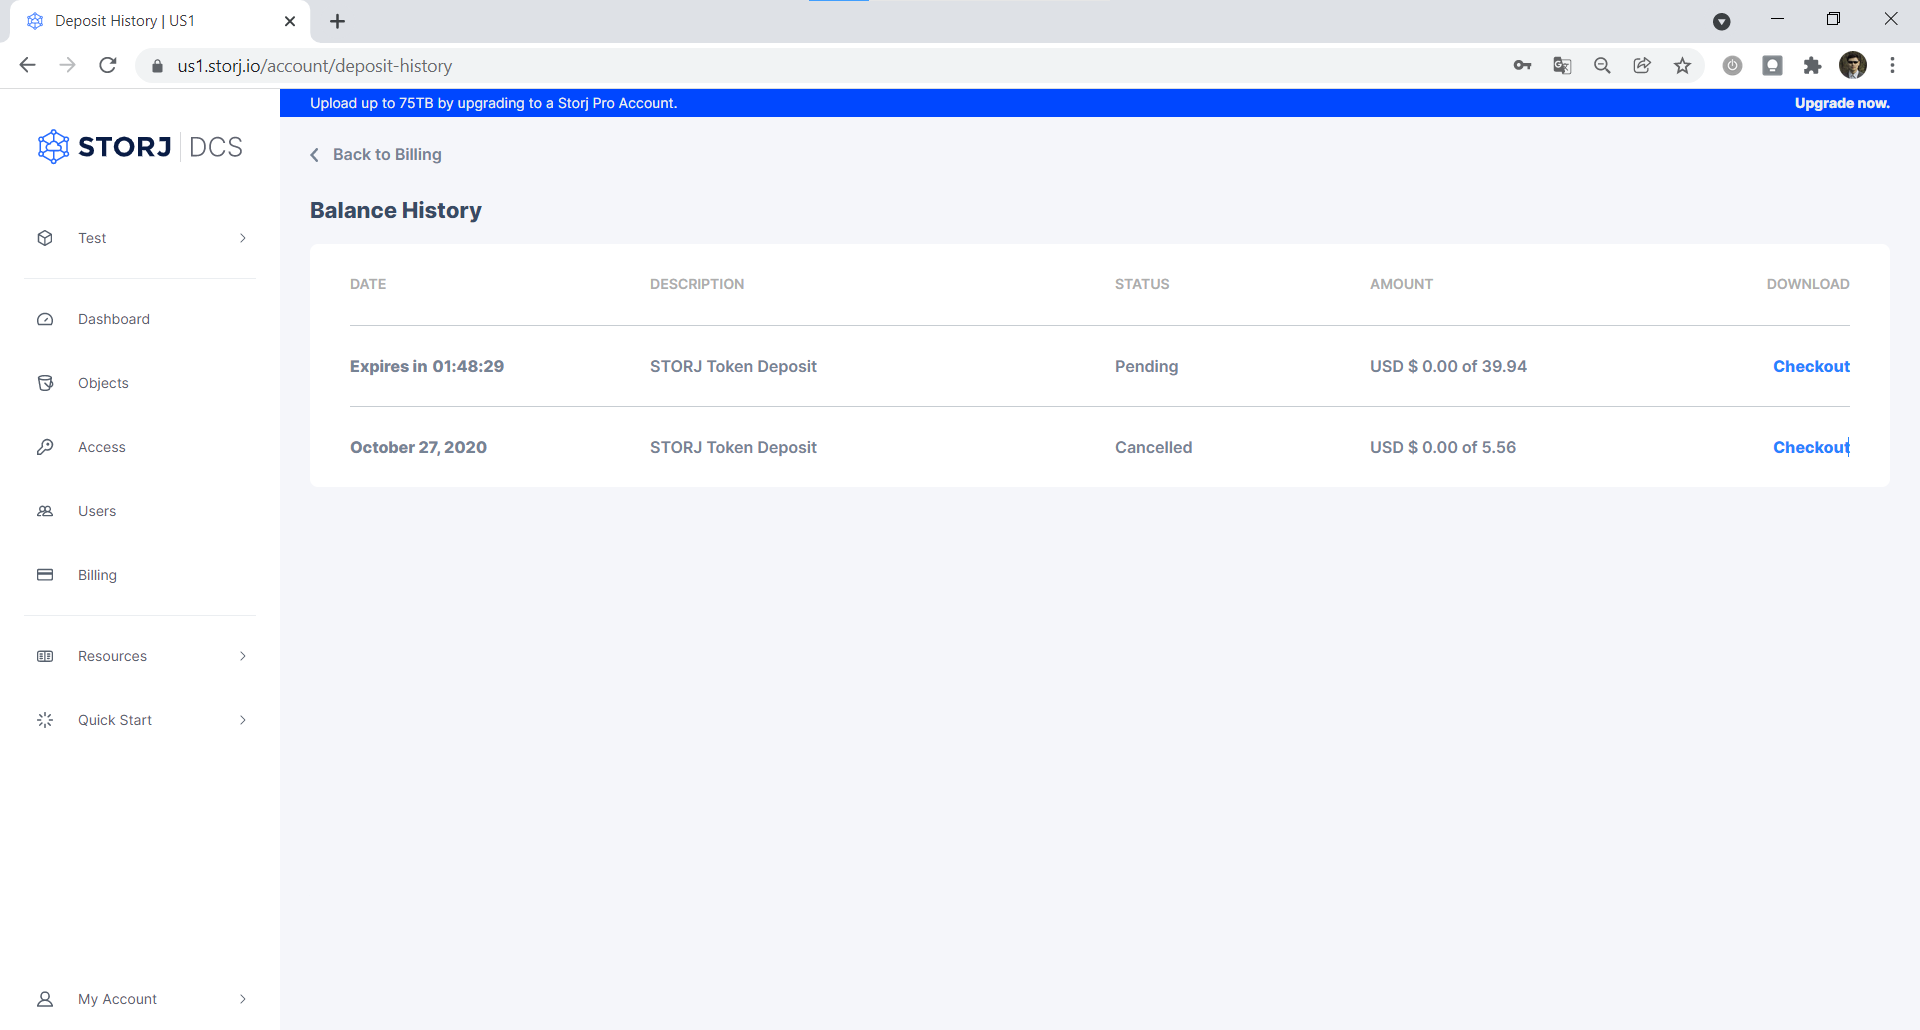 Deposit History | US1
us1.storj.io/account/deposit-history
Upload up to 75TB by upgrading to a Storj Pro Account. Upgrade now.
STORJ DCS
Back to Billing
Balance History
Test
DATE DESCRIPTION STATUS AMOUNT DOWNLOAD
Dashboard
Expires in 01:48:29 STORJ Token Deposit Pending USD $ 0.00 of 39.94 Checkout
Objects
Access
October 27, 2020 STORJ Token Deposit Cancelled USD $ 0.00 of 5.56 Checkout
Users
Billing
Resources
Quick Start
My Account